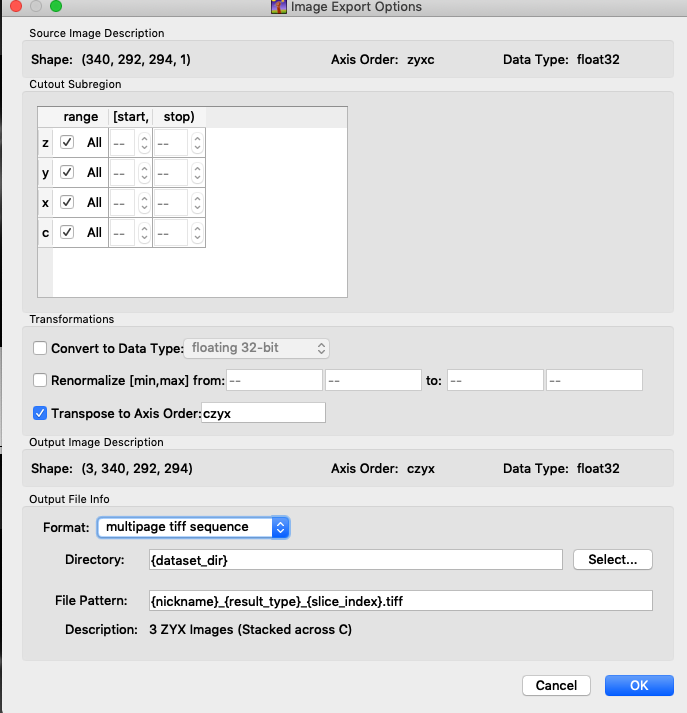 Image Export Options
Source Image Description
Shape: (340, 292, 294, 1) Axis Order: zyxc Data Type: float32
Cutout Subregion
range [start, stop)
z All -- --
y All -- --
x All -- --
c All -- --
Transformations
Convert to Data Type: floating 32-bit
Renormalize [min,max] from: -- -- to: -- --
Transpose to Axis Order: czyx
Output Image Description
Shape: (3, 340, 292, 294) Axis Order: czyx Data Type: float32
Output File Info
Format: multipage tiff sequence
Directory: {dataset_dir} Select...
File Pattern: {nickname}_{result_type}_{slice_index}.tiff
Description: 3 ZYX Images (Stacked across C)
Cancel OK